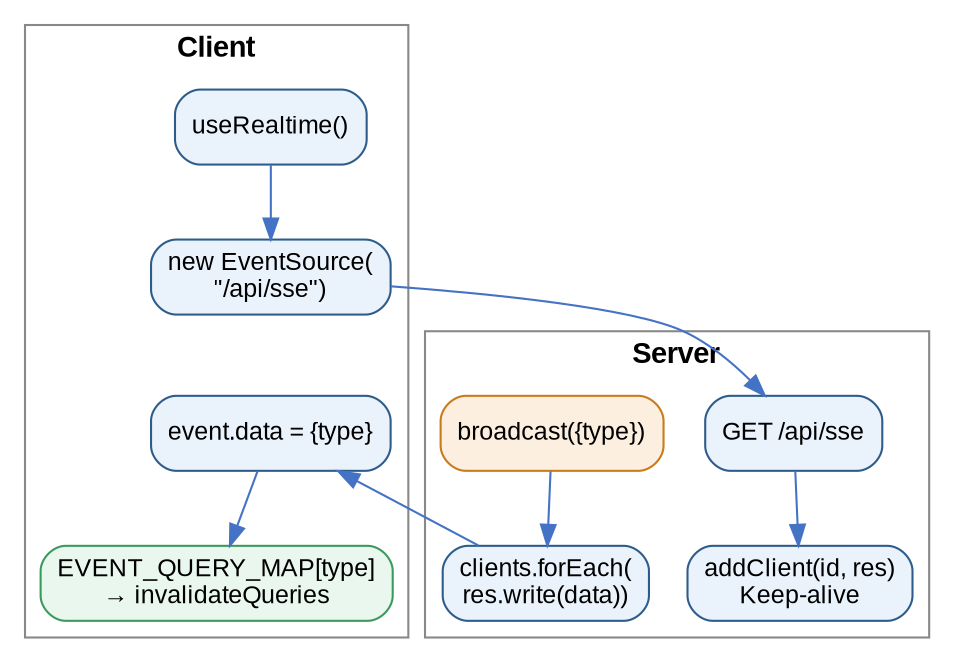 Client
useRealtime()
new EventSource(
"/api/sse")
event.data = {type}
EVENT_QUERY_MAP[type]
→ invalidateQueries
Server
broadcast({type})
GET /api/sse
clients.forEach(
res.write(data))
addClient(id, res)
Keep-alive